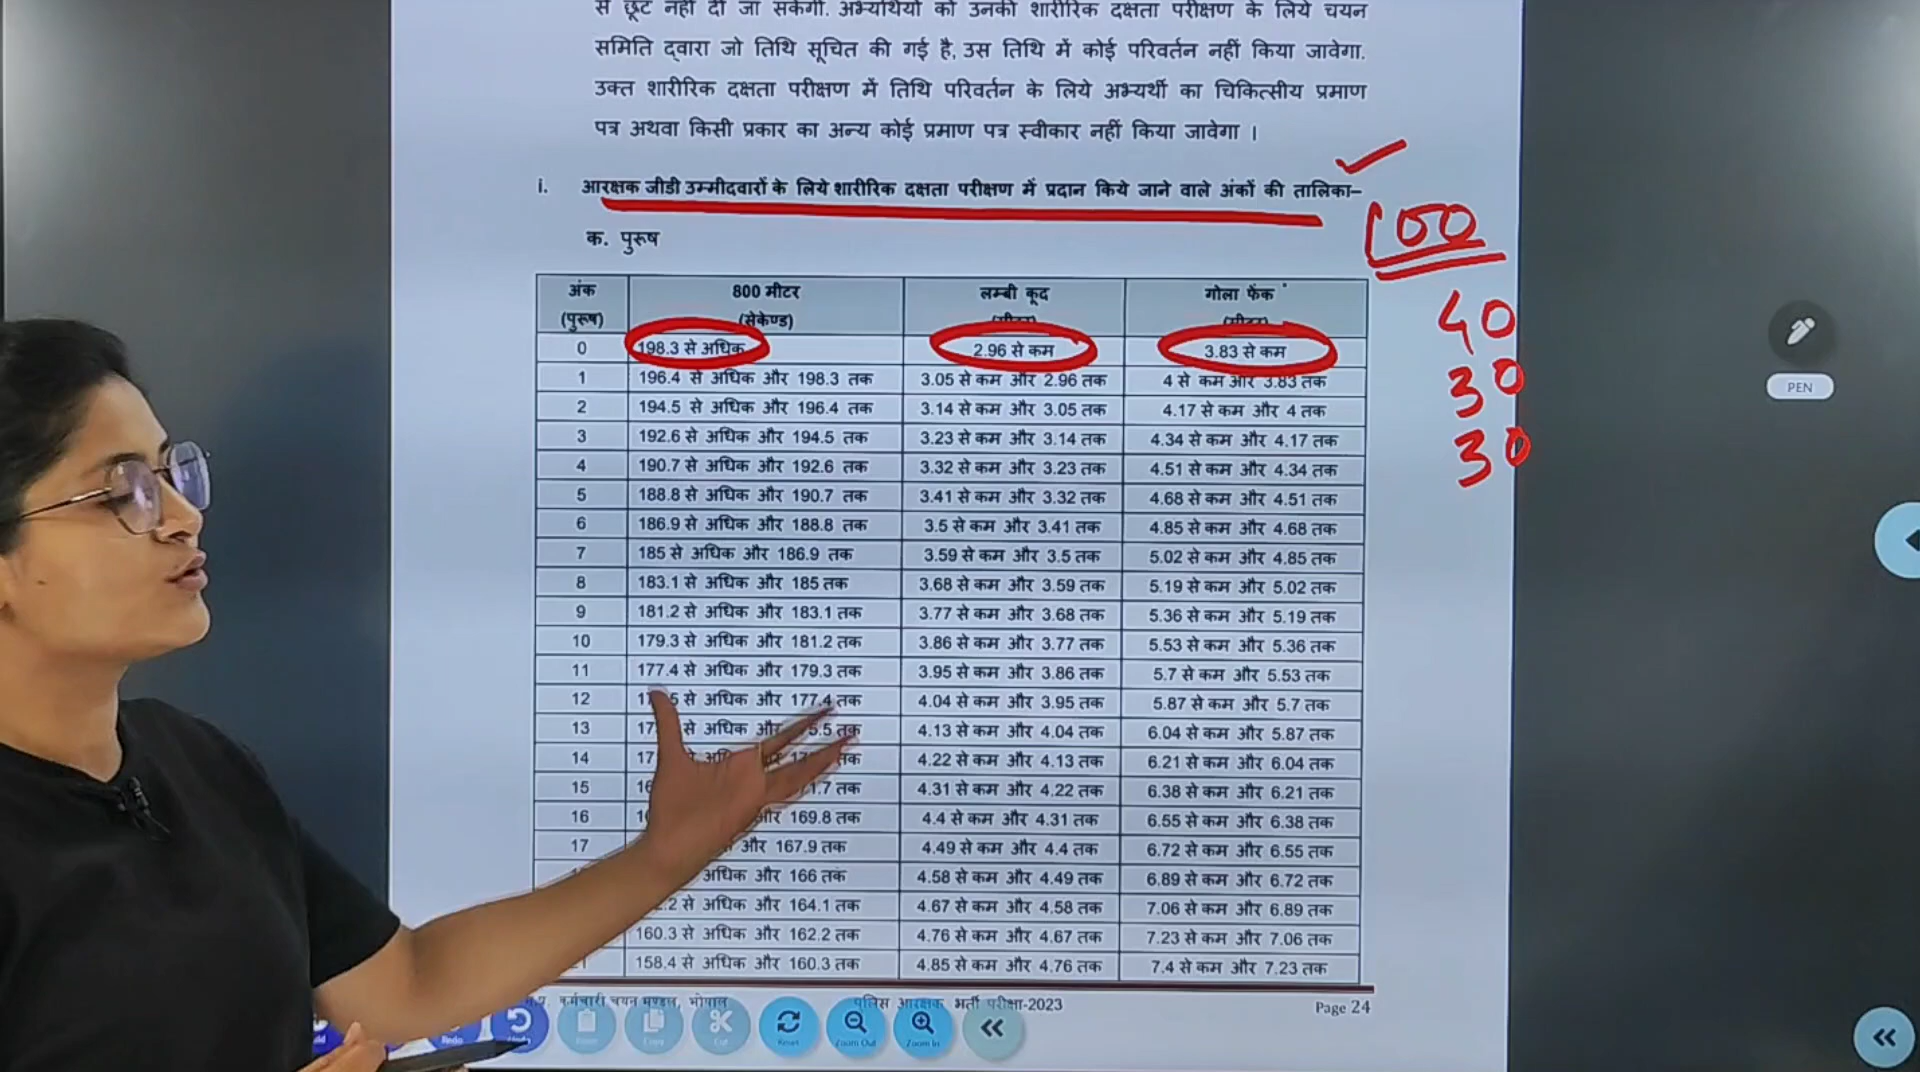 से छूट नहीं दी जा सकेगी. अभ्यर्थियों को उनकी शारीरिक दक्षता परीक्षण के लिये चयन
समिति द्वारा जो तिथि सूचित की गई है, उस तिथि में कोई परिवर्तन नहीं किया जावेगा.
उक्त शारीरिक दक्षता परीक्षण में तिथि परिवर्तन के लिये अभ्यर्थी का चिकित्सीय प्रमाण
पत्र अथवा किसी प्रकार का अन्य कोई प्रमाण पत्र स्वीकार नहीं किया जावेगा ।
i. आरक्षक जीडी उम्मीदवारों के लिये शारीरिक दक्षता परीक्षण में प्रदान किये जाने वाले अंकों की तालिका–
100
क. पुरूष
40
30
30
PEN
अंक (पुरूष) 800 मीटर (सेकेण्ड) लम्बी कूद (मीटर) गोला फेंक (मीटर)
0 198.3 से अधिक 2.96 से कम 3.83 से कम
1 196.4 से अधिक और 198.3 तक 3.05 से कम और 2.96 तक 4 से कम और 3.83 तक
2 194.5 से अधिक और 196.4 तक 3.14 से कम और 3.05 तक 4.17 से कम और 4 तक
3 192.6 से अधिक और 194.5 तक 3.23 से कम और 3.14 तक 4.34 से कम और 4.17 तक
4 190.7 से अधिक और 192.6 तक 3.32 से कम और 3.23 तक 4.51 से कम और 4.34 तक
5 188.8 से अधिक और 190.7 तक 3.41 से कम और 3.32 तक 4.68 से कम और 4.51 तक
6 186.9 से अधिक और 188.8 तक 3.5 से कम और 3.41 तक 4.85 से कम और 4.68 तक
7 185 से अधिक और 186.9 तक 3.59 से कम और 3.5 तक 5.02 से कम और 4.85 तक
8 183.1 से अधिक और 185 तक 3.68 से कम और 3.59 तक 5.19 से कम और 5.02 तक
9 181.2 से अधिक और 183.1 तक 3.77 से कम और 3.68 तक 5.36 से कम और 5.19 तक
10 179.3 से अधिक और 181.2 तक 3.86 से कम और 3.77 तक 5.53 से कम और 5.36 तक
11 177.4 से अधिक और 179.3 तक 3.95 से कम और 3.86 तक 5.7 से कम और 5.53 तक
12 से अधिक और 177.4 तक 4.04 से कम और 3.95 तक 5.87 से कम और 5.7 तक
13 से अधिक और तक 4.13 से कम और 4.04 तक 6.04 से कम और 5.87 तक
14 4.22 से कम और 4.13 तक 6.21 से कम और 6.04 तक
15 तक 4.31 से कम और 4.22 तक 6.38 से कम और 6.21 तक
16 और 169.8 तक 4.4 से कम और 4.31 तक 6.55 से कम और 6.38 तक
17 और 167.9 तक 4.49 से कम और 4.4 तक 6.72 से कम और 6.55 तक
अधिक और 166 तक 4.58 से कम और 4.49 तक 6.89 से कम और 6.72 तक
से अधिक और 164.1 तक 4.67 से कम और 4.58 तक 7.06 से कम और 6.89 तक
160.3 से अधिक और 162.2 तक 4.76 से कम और 4.67 तक 7.23 से कम और 7.06 तक
158.4 से अधिक और 160.3 तक 4.85 से कम और 4.76 तक 7.4 से कम और 7.23 तक
कर्मचारी चयन मण्डल, भोपाल पुलिस आरक्षक भर्ती परीक्षा-2023 Page 24
Redo Undo Copy Cut Reset Zoom Out Zoom In